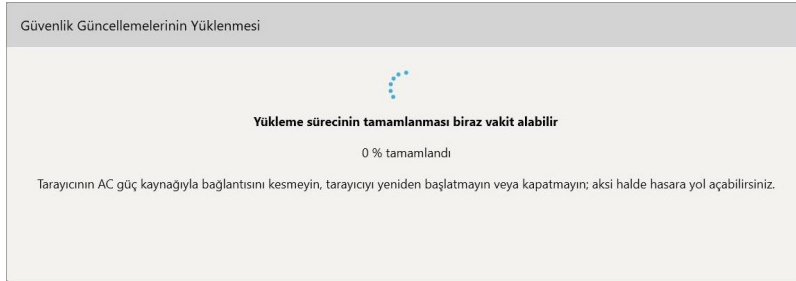 Güvenlik Güncellemelerinin Yüklenmesi
Yükleme sürecinin tamamlanması biraz vakit alabilir
0 % tamamlandı
Tarayıcının AC güç kaynağıyla bağlantısını kesmeyin, tarayıcıyı yeniden başlatmayın veya kapatmayın; aksi halde hasara yol açabilirsiniz.